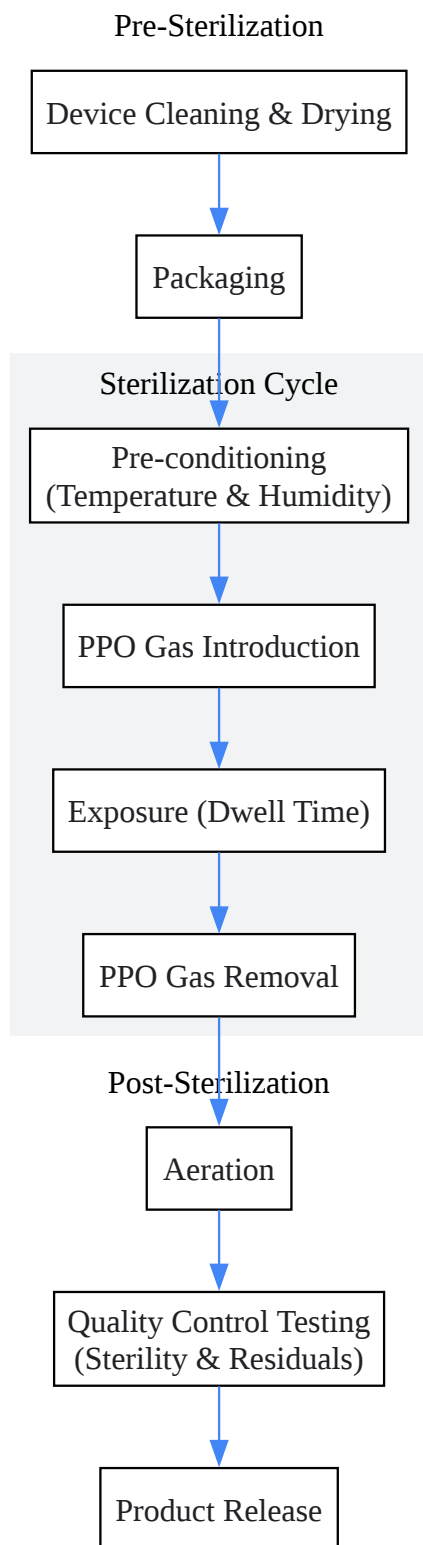 Pre-Sterilization
Device Cleaning & Drying
Packaging
Sterilization Cycle
Pre-conditioning
(Temperature & Humidity)
PPO Gas Introduction
Exposure (Dwell Time)
PPO Gas Removal
Post-Sterilization
Aeration
Quality Control Testing
(Sterility & Residuals)
Product Release